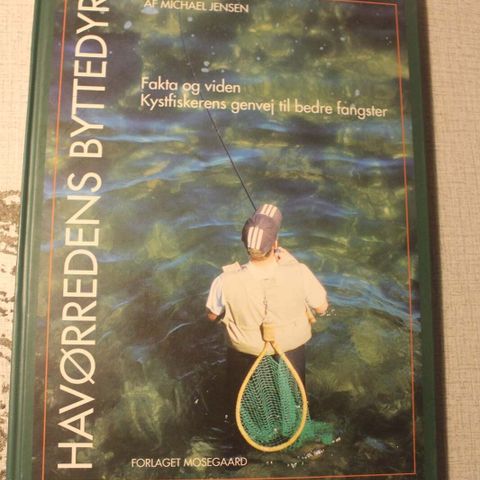 AF MICHAEL JENSEN
HAVØRREDENS BYTTEDYR
Fakta og viden
Kystfiskerens genvej til bedre fangster
FORLAGET MOSEGAARD